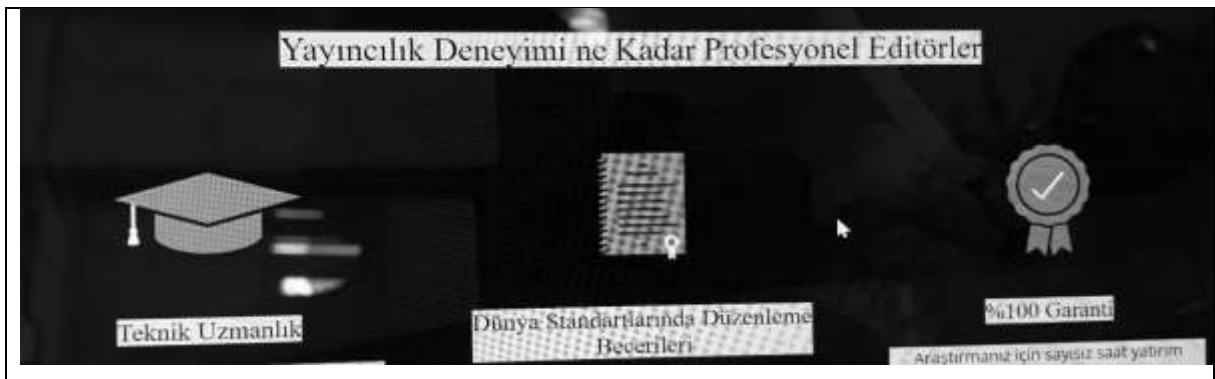 Yayıncılık Deneyimi ne Kadar Profesyonel Editörler
Teknik Uzmanlık
Dünya Standartlarında Düzenleme
Becerileri
%100 Garanti
Araştırmanız için sayısız saat yatırım